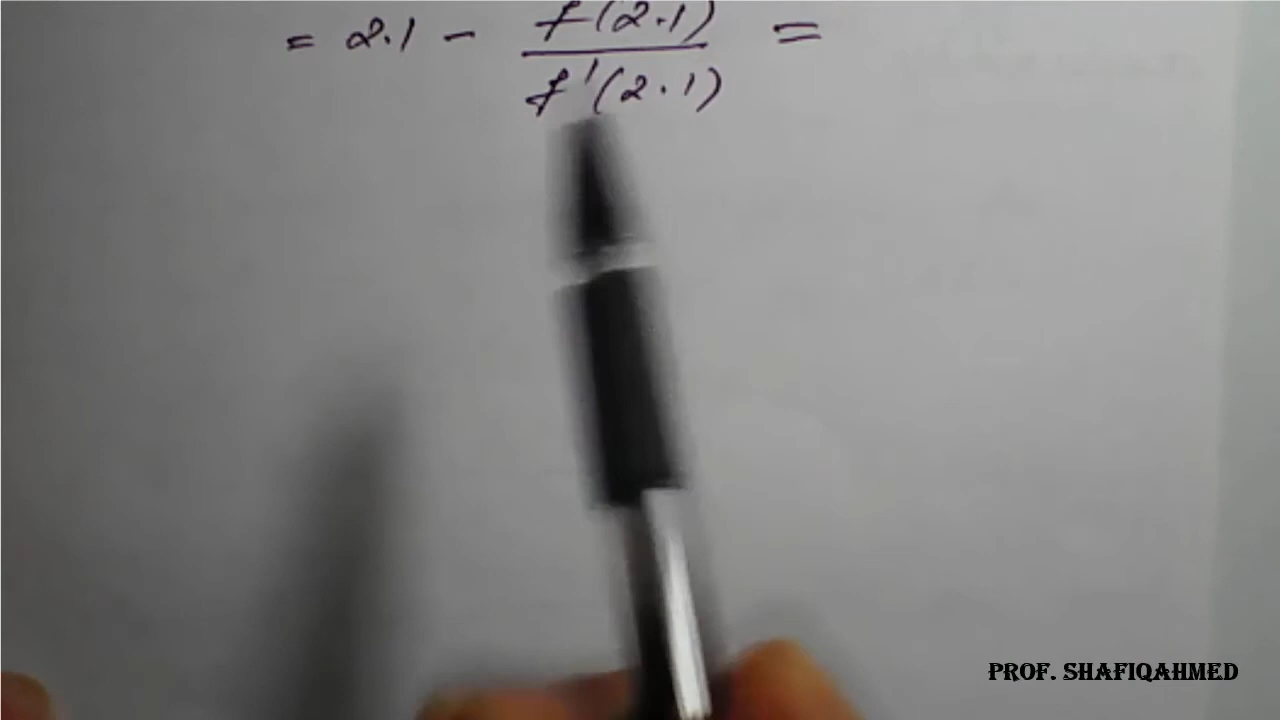 = 2.1 - f(2.1) / f'(2.1) =
PROF. SHAFIQAHMED